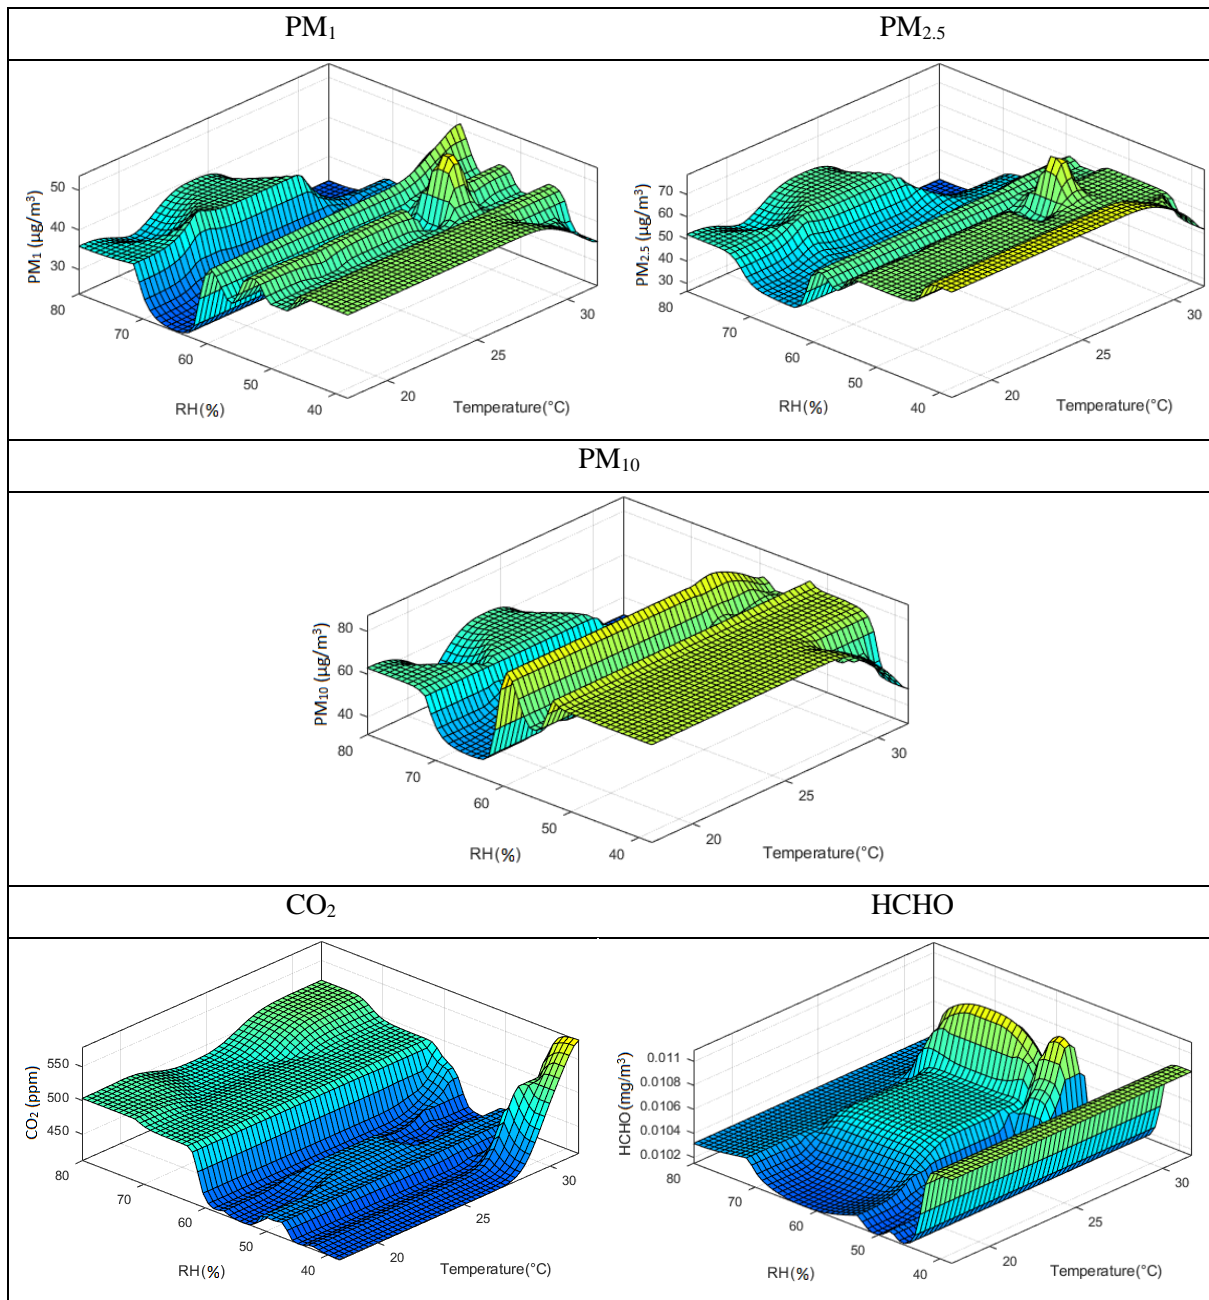 PM₁
PM₂.₅
PM₁ (µg/m³)
50
40
30
80
70
60
50
40
RH(%)
20
25
30
Temperature(°C)
PM₂.₅ (µg/m³)
70
60
50
40
30
80
70
60
50
40
RH(%)
20
25
30
Temperature(°C)
PM₁₀
PM₁₀ (µg/m³)
80
60
40
80
70
60
50
40
RH(%)
20
25
30
Temperature(°C)
CO₂
HCHO
CO₂ (ppm)
550
500
450
80
70
60
50
40
RH(%)
20
25
30
Temperature(°C)
HCHO(mg/m³)
0.011
0.0108
0.0106
0.0104
0.0102
80
70
60
50
40
RH(%)
20
25
30
Temperature(°C)